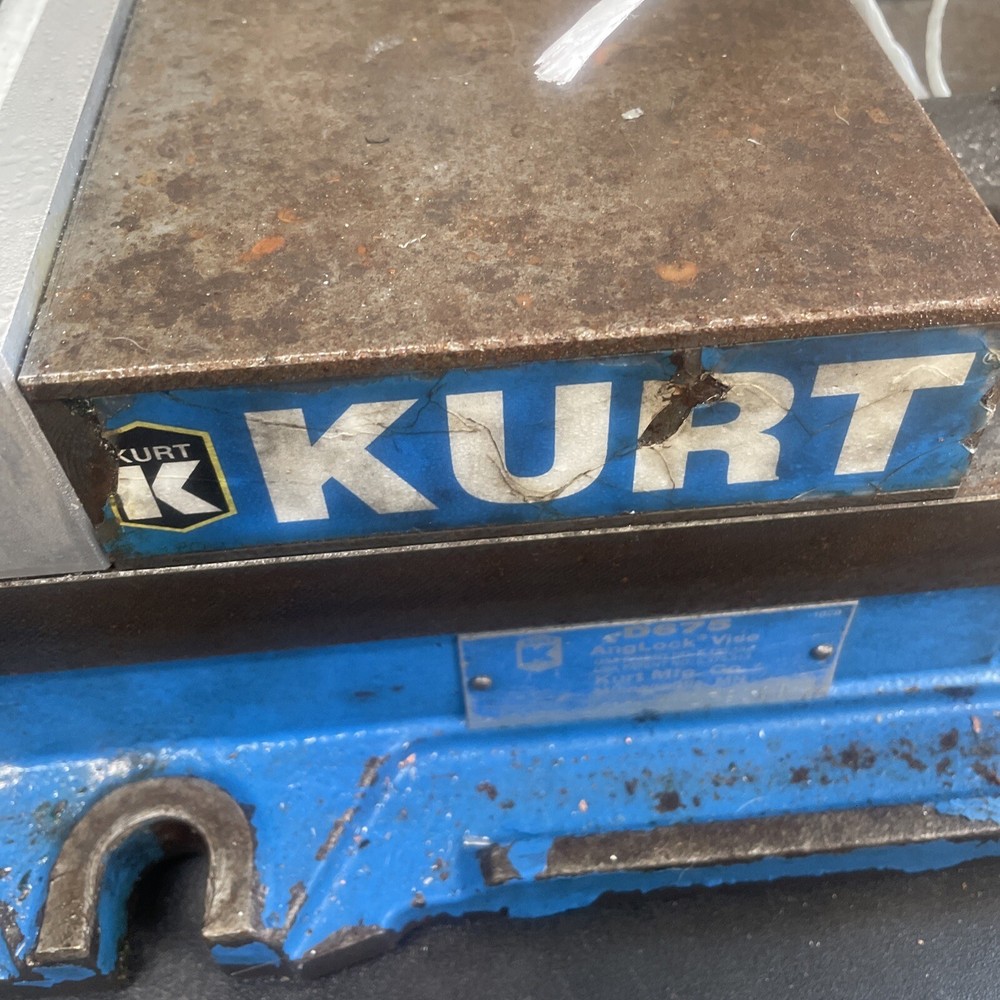 KURT
K
KURT
D675
AngLock® Vise
Kurt Mfg. Co.